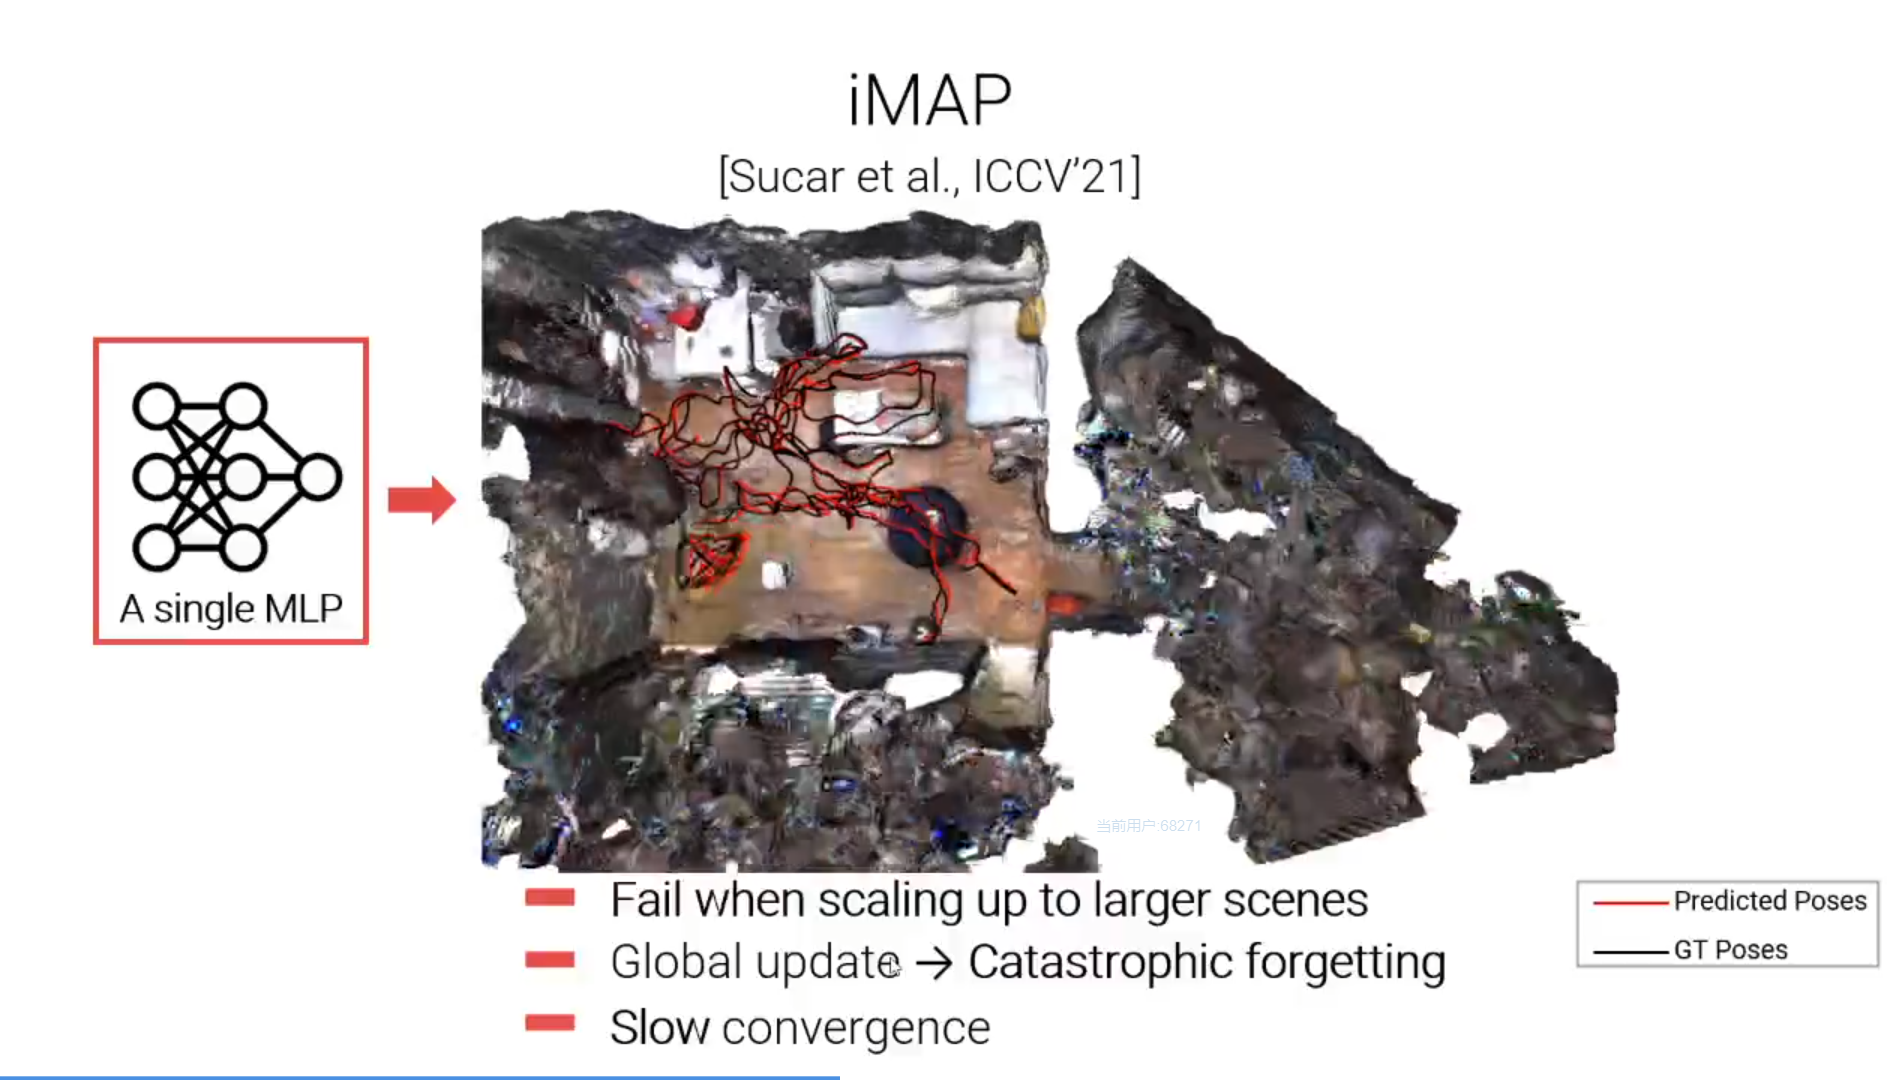 iMAP
[Sucar et al., ICCV’21]
A single MLP
当前用户:68271
Fail when scaling up to larger scenes
Global update → Catastrophic forgetting
Slow convergence
Predicted Poses
GT Poses